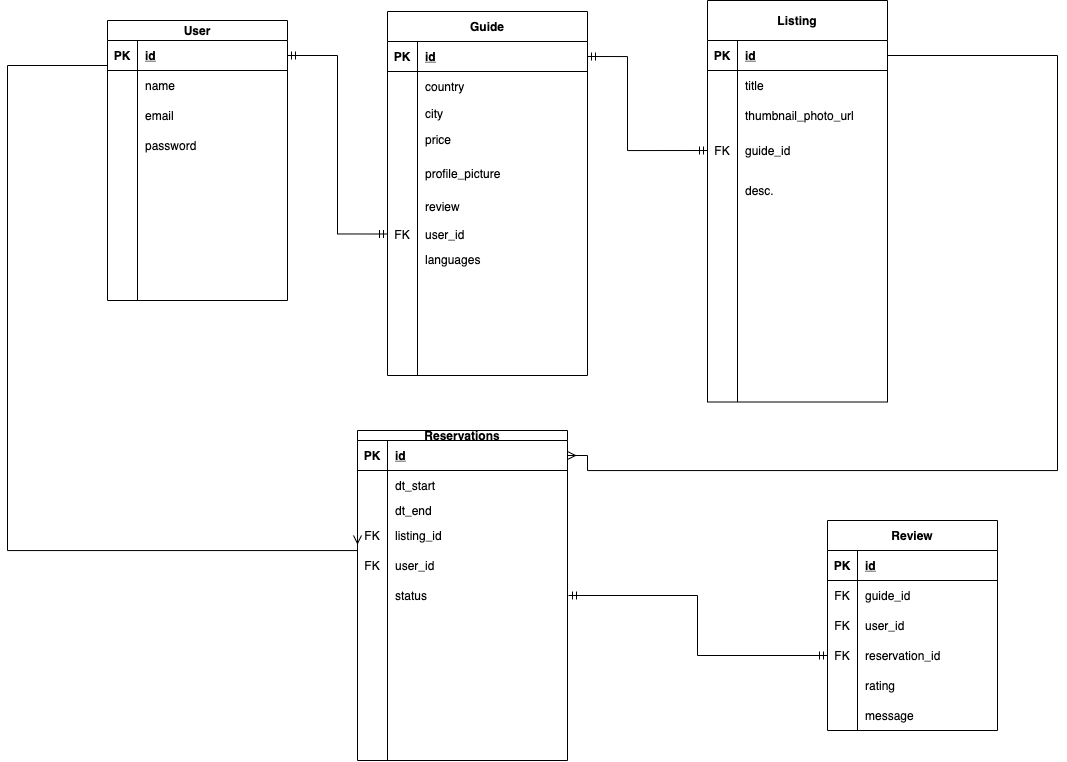 User
PK id
name
email
password
Guide
PK id
country
city
price
profile_picture
review
FK user_id
languages
Listing
PK id
title
thumbnail_photo_url
FK guide_id
desc.
Reservations
PK id
dt_start
dt_end
FK listing_id
FK user_id
status
Review
PK id
FK guide_id
FK user_id
FK reservation_id
rating
message